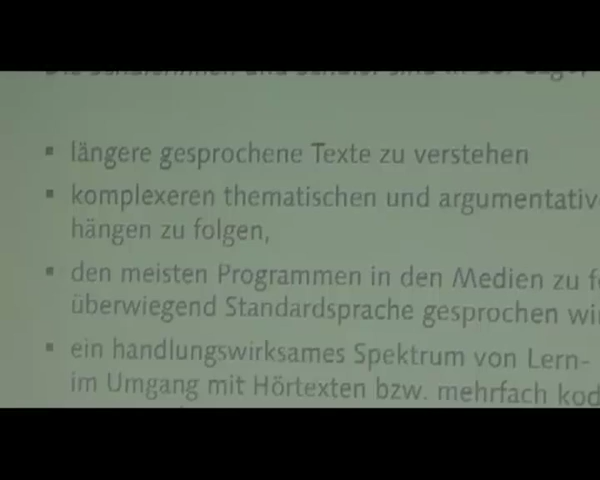 ▪ längere gesprochene Texte zu verstehen
▪ komplexeren thematischen und argumentativ
hängen zu folgen,
▪ den meisten Programmen in den Medien zu f
überwiegend Standardsprache gesprochen wi
▪ ein handlungswirksames Spektrum von Lern-
im Umgang mit Hörtexten bzw. mehrfach kod